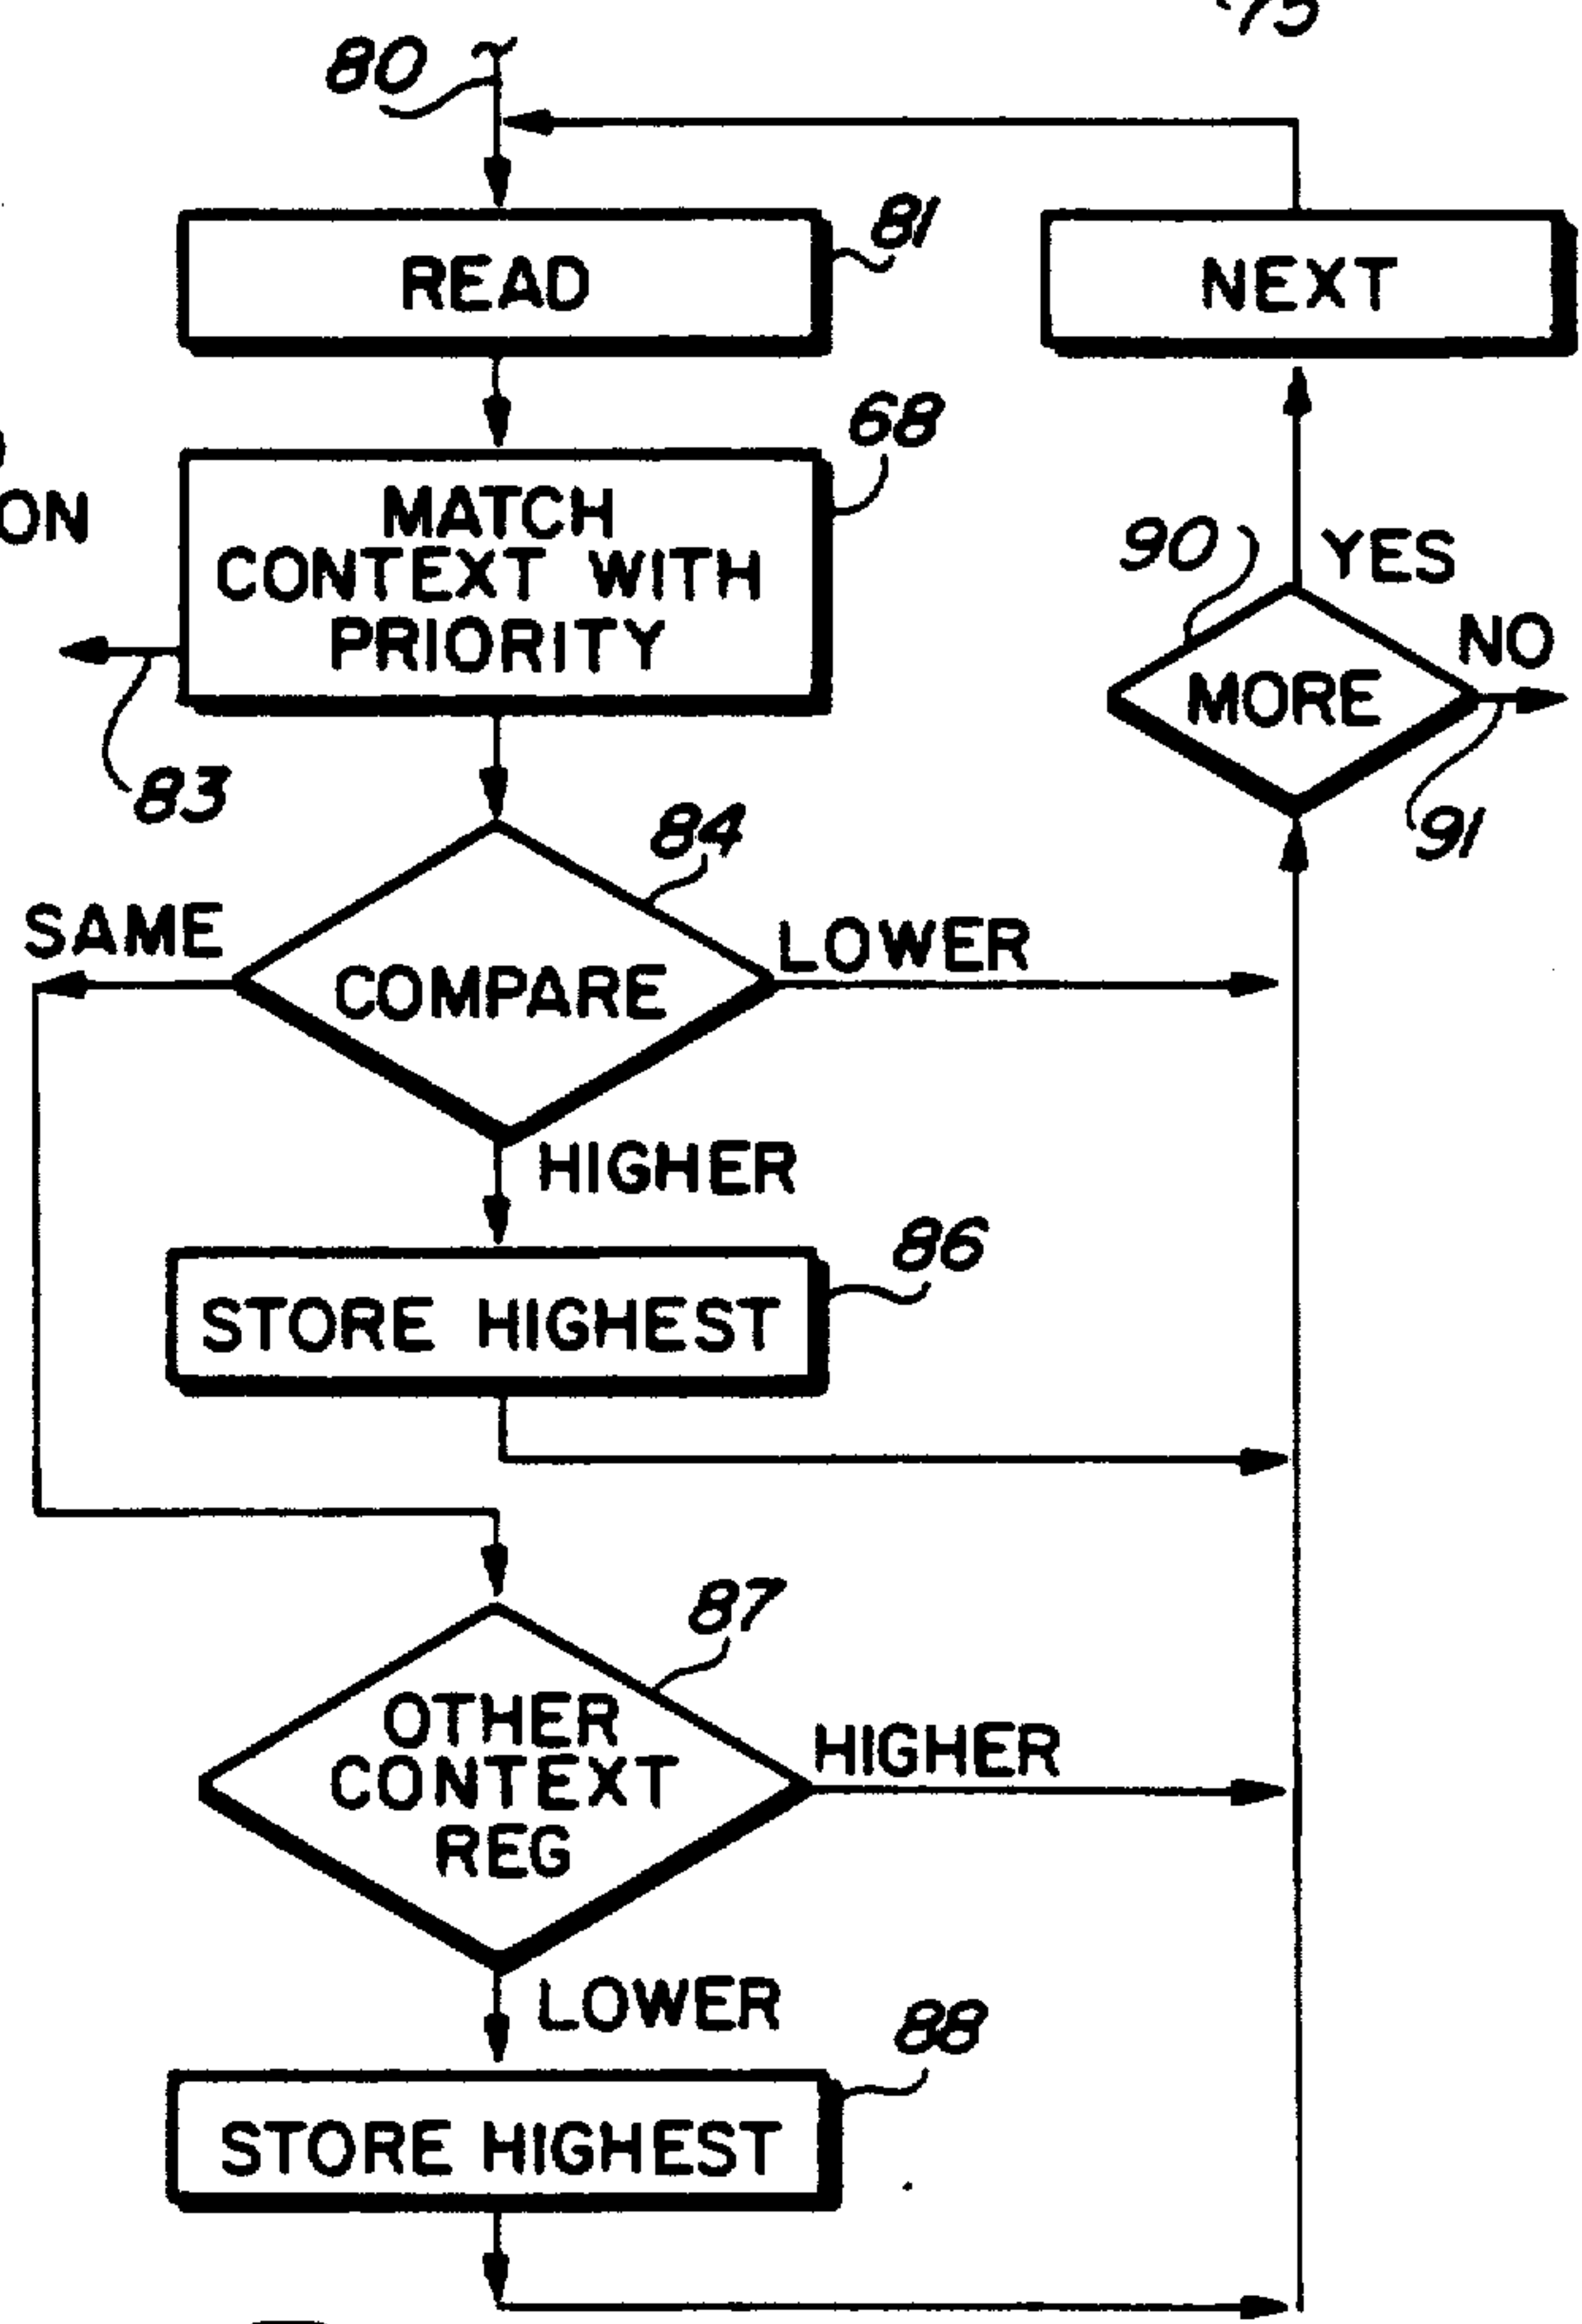 75
80
READ
81
NEXT
MATCH
CONTEXT WITH
PRIORITY
68
ON
83
90
YES
MORE
NO
91
84
SAME
COMPARE
LOWER
HIGHER
STORE HIGHEST
86
87
OTHER
CONTEXT
REG
HIGHER
LOWER
88
STORE HIGHEST